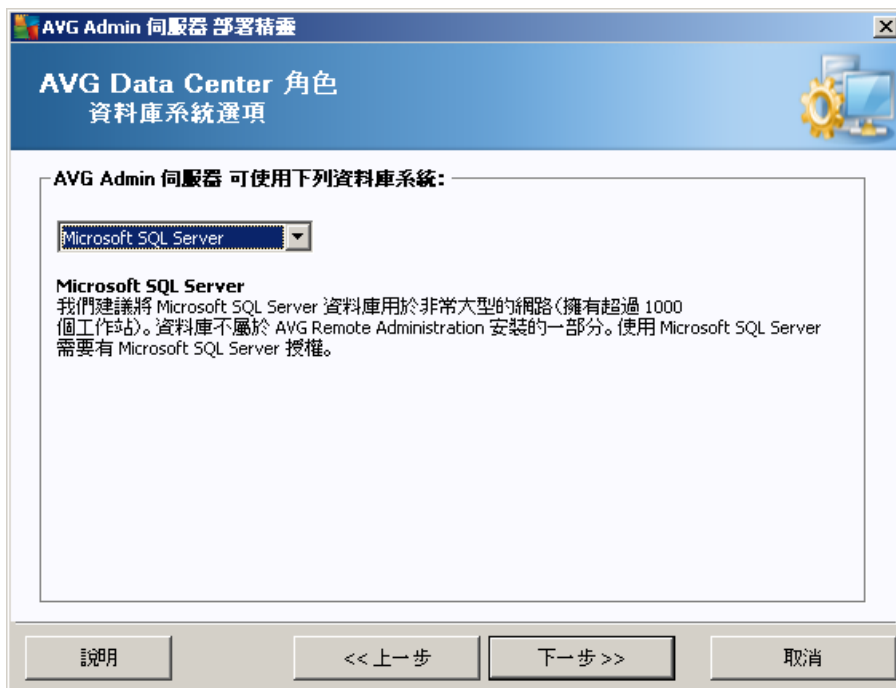 AVG Admin 伺服器 部署精靈
AVG Data Center 角色
資料庫系統選項
AVG Admin 伺服器 可使用下列資料庫系統:
Microsoft SQL Server
Microsoft SQL Server
我們建議將 Microsoft SQL Server 資料庫用於非常大型的網路(擁有超過 1000
個工作站)。資料庫不屬於 AVG Remote Administration 安裝的一部分。使用 Microsoft SQL Server
需要有 Microsoft SQL Server 授權。
說明
<< 上一步
下一步 >>
取消